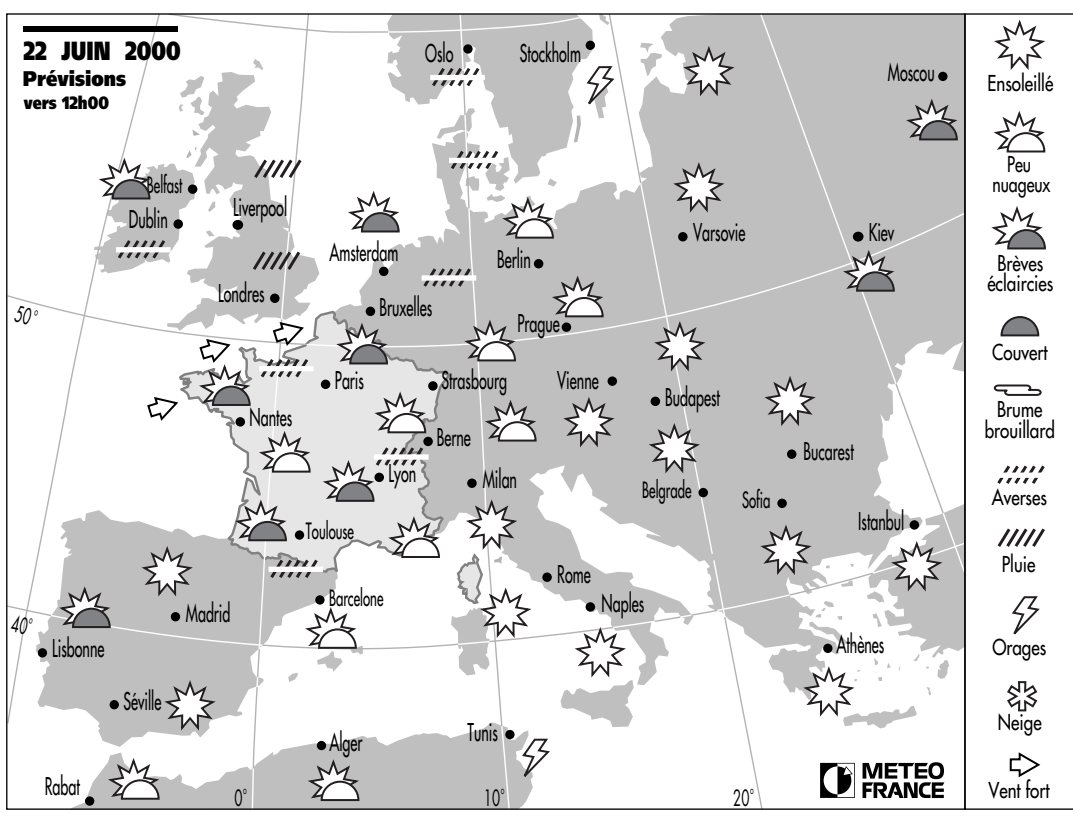 22 JUIN 2000
Prévisions
vers 12h00
Oslo
Stockholm
Moscou
Belfast
Dublin
Liverpool
Varsovie
Kiev
Amsterdam
Berlin
Londres
Bruxelles
50°
Prague
Paris
Strasbourg
Vienne
Budapest
Nantes
Berne
Bucarest
Lyon
Milan
Belgrade
Sofia
Istanbul
Toulouse
Rome
Barcelone
Naples
Madrid
40°
Lisbonne
Athènes
Séville
Tunis
Alger
Rabat
0°
10°
20°
METEO
FRANCE
Ensoleillé
Peu
nuageux
Brèves
éclaircies
Couvert
Brume
brouillard
Averses
Pluie
Orages
Neige
Vent fort